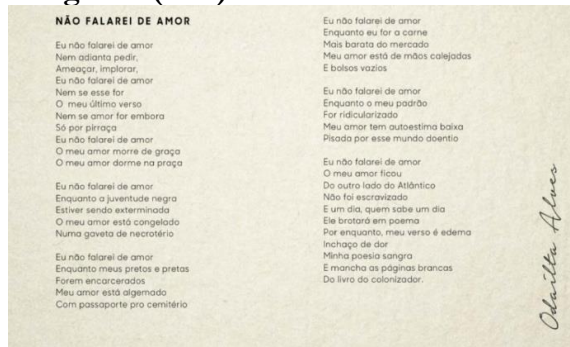 NÃO FALAREI DE AMOR
Eu não falarei de amor
Nem adianta pedir,
Ameaçar, implorar,
Eu não falarei de amor
Nem se esse for
O meu último verso
Nem se amor for embora
Só por pirraça
Eu não falarei de amor
O meu amor morre de graça
O meu amor dorme na praça
Eu não falarei de amor
Enquanto a juventude negra
Estiver sendo exterminada
O meu amor está congelado
Numa gaveta de necrotério
Eu não falarei de amor
Enquanto meus pretos e pretas
Forem encarcerados
Meu amor está algemado
Com passaporte pro cemitério
Eu não falarei de amor
Enquanto eu for a carne
Mais barata do mercado
Meu amor está de mãos calejadas
E bolsos vazios
Eu não falarei de amor
Enquanto o meu padrão
For ridicularizado
Meu amor tem autoestima baixa
Pisada por esse mundo doentio
Eu não falarei de amor
O meu amor ficou
Do outro lado do Atlântico
Não foi escravizado
E um dia, quem sabe um dia
Ele brotará em poema
Por enquanto, meu verso é edema
Inchaço de dor
Minha poesia sangra
E mancha as páginas brancas
Do livro do colonizador.
Odailta Alves